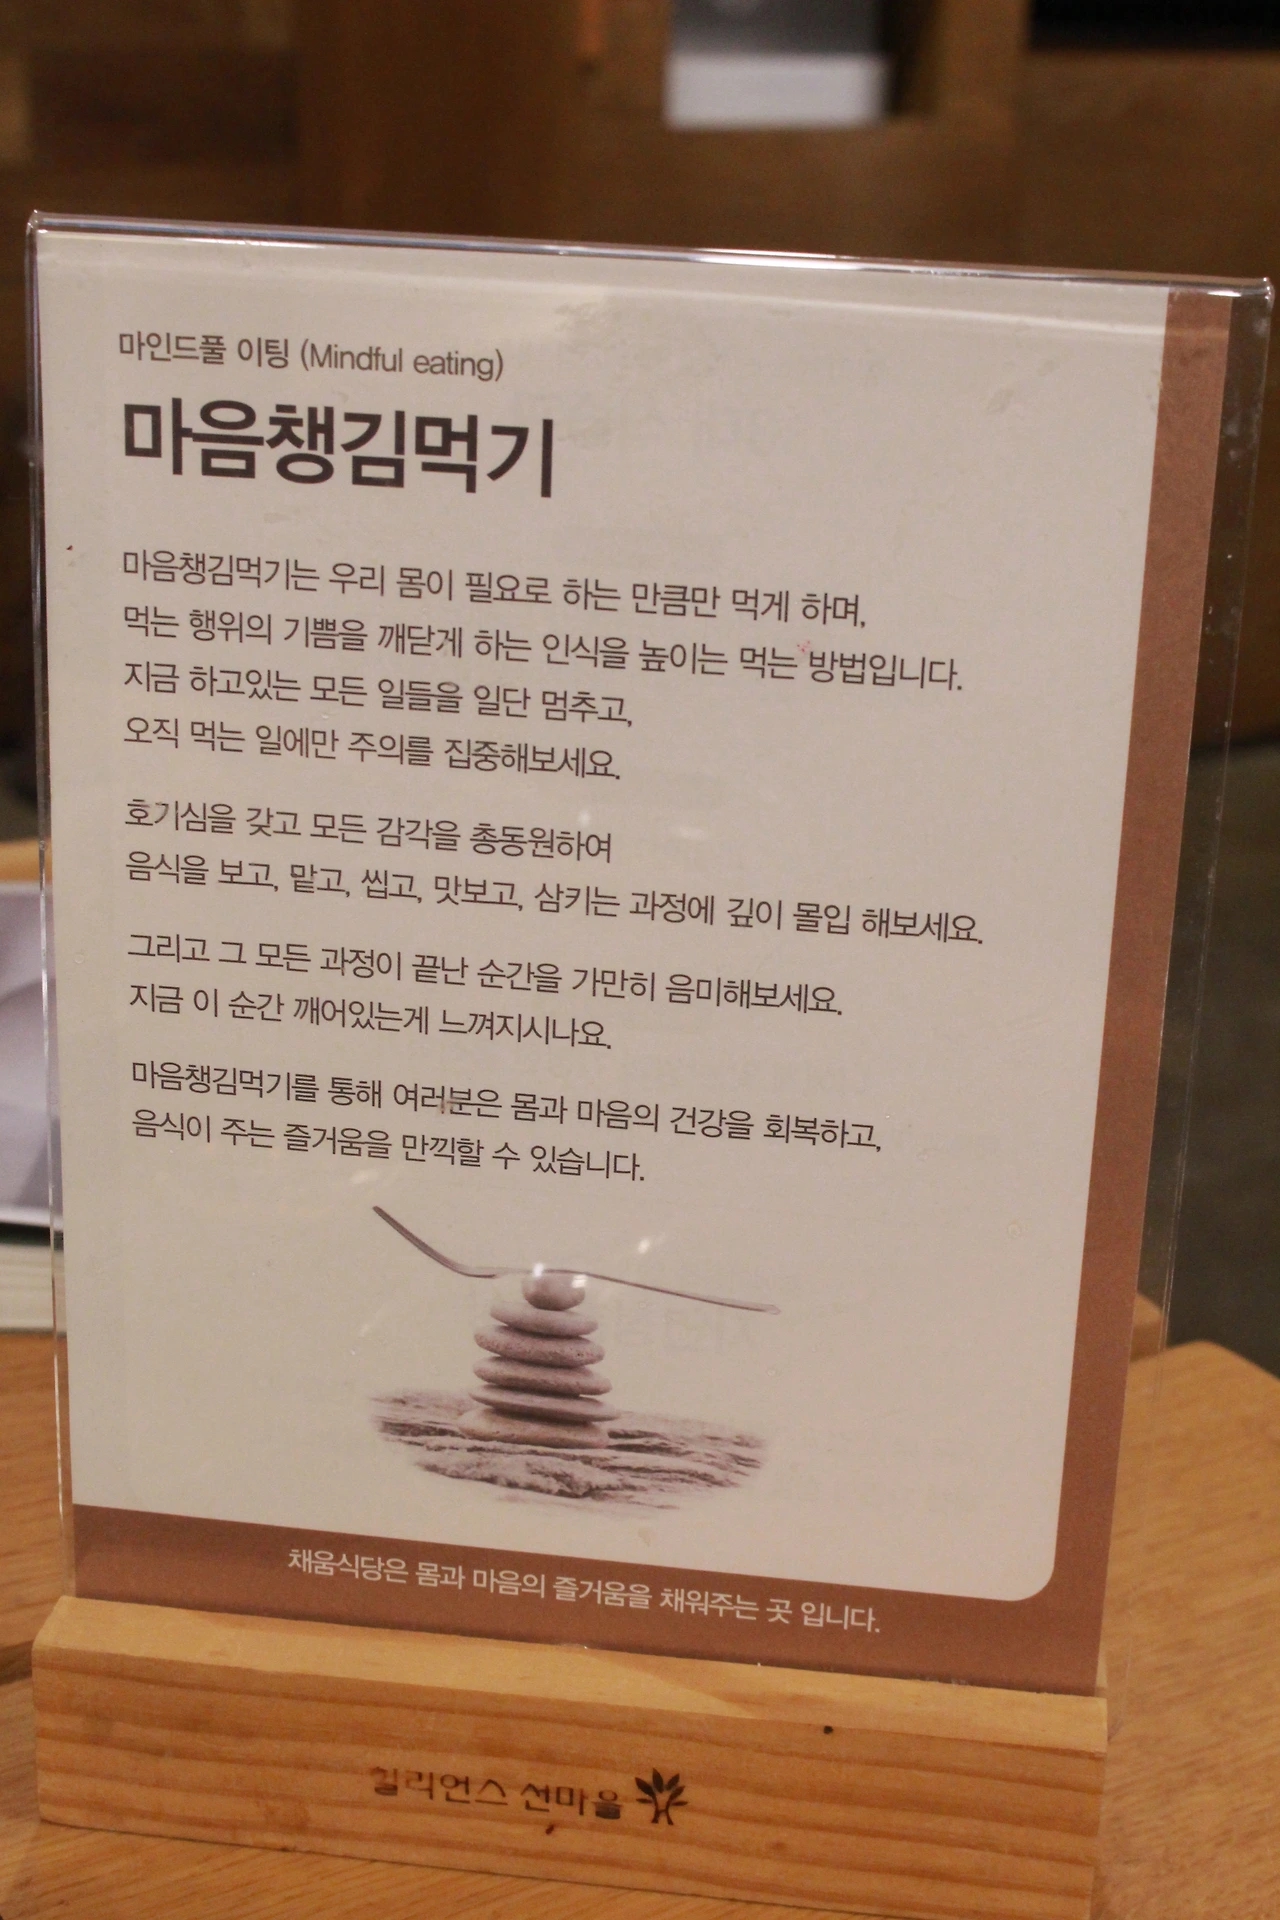 마인드풀 이팅 (Mindful eating)
마음챙김먹기
마음챙김먹기는 우리 몸이 필요로 하는 만큼만 먹게 하며,
먹는 행위의 기쁨을 깨닫게 하는 인식을 높이는 먹는 방법입니다.
지금 하고있는 모든 일들을 일단 멈추고,
오직 먹는 일에만 주의를 집중해보세요.
호기심을 갖고 모든 감각을 총동원하여
음식을 보고, 맡고, 씹고, 맛보고, 삼키는 과정에 깊이 몰입 해보세요.
그리고 그 모든 과정이 끝난 순간을 가만히 음미해보세요.
지금 이 순간 깨어있는게 느껴지시나요.
마음챙김먹기를 통해 여러분은 몸과 마음의 건강을 회복하고,
음식이 주는 즐거움을 만끽할 수 있습니다.
채움식당은 몸과 마음의 즐거움을 채워주는 곳 입니다.
힐리언스 선마을